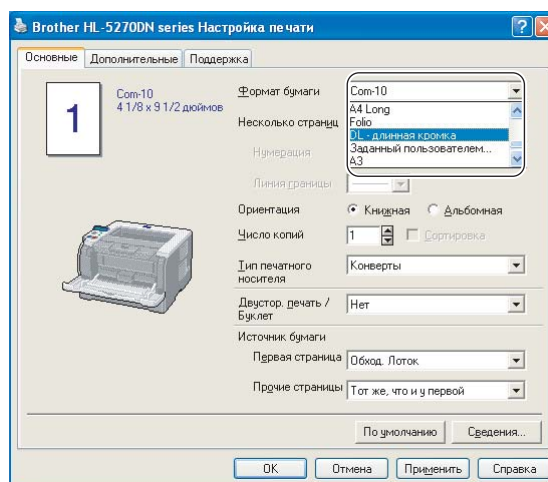 Brother HL-5270DN series Настройка печати
Основные Дополнительные Поддержка
1
Com-10
4 1/8 x 9 1/2 дюймов
Формат бумаги Com-10
A4 Long
Folio
DL - длинная кромка
Заданный пользователем...
A3
Несколько страниц
Нумерация
Линия границы
Ориентация Книжная Альбомная
Число копий 1 Сортировка
Тип печатного
носителя
Конверты
Двустор. печать /
Буклет
Нет
Источник бумаги
Первая страница Обход. Лоток
Прочие страницы Тот же, что и у первой
По умолчанию Сведения...
OK Отмена Применить Справка